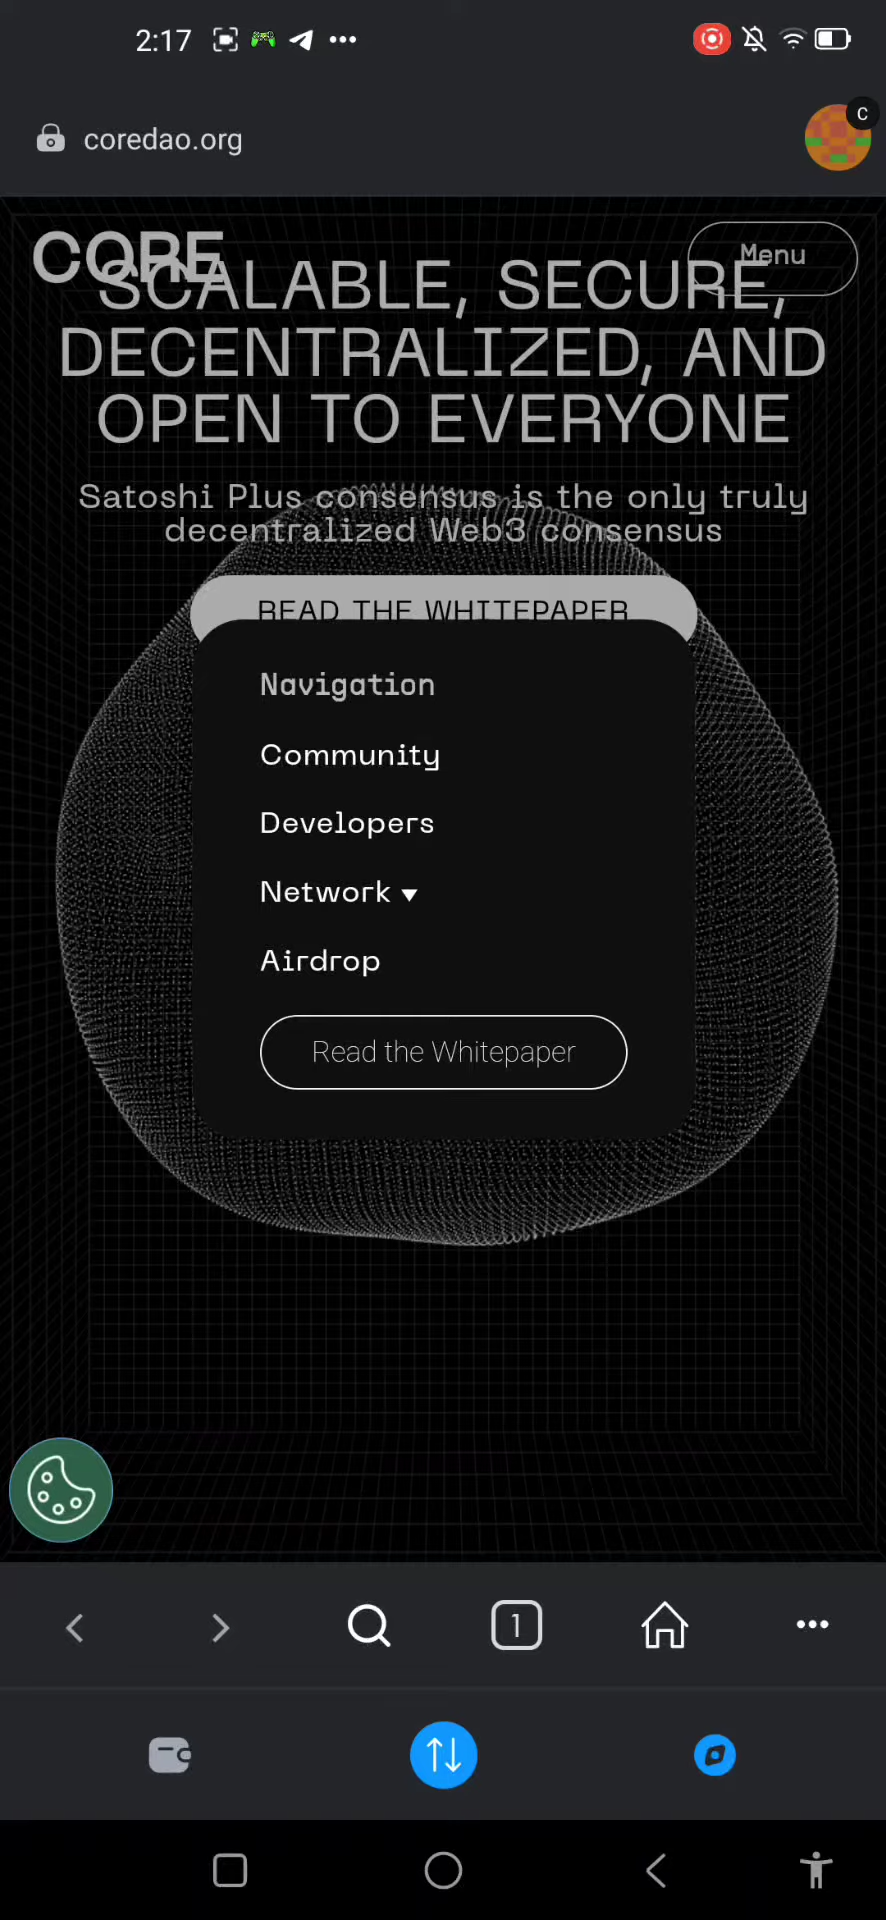 2:17
coredao.org
C
CORE
Menu
SCALABLE, SECURE,
DECENTRALIZED, AND
OPEN TO EVERYONE
Satoshi Plus consensus is the only truly
decentralized Web3 consensus
READ THE WHITEPAPER
Navigation
Community
Developers
Network ▼
Airdrop
Read the Whitepaper
1